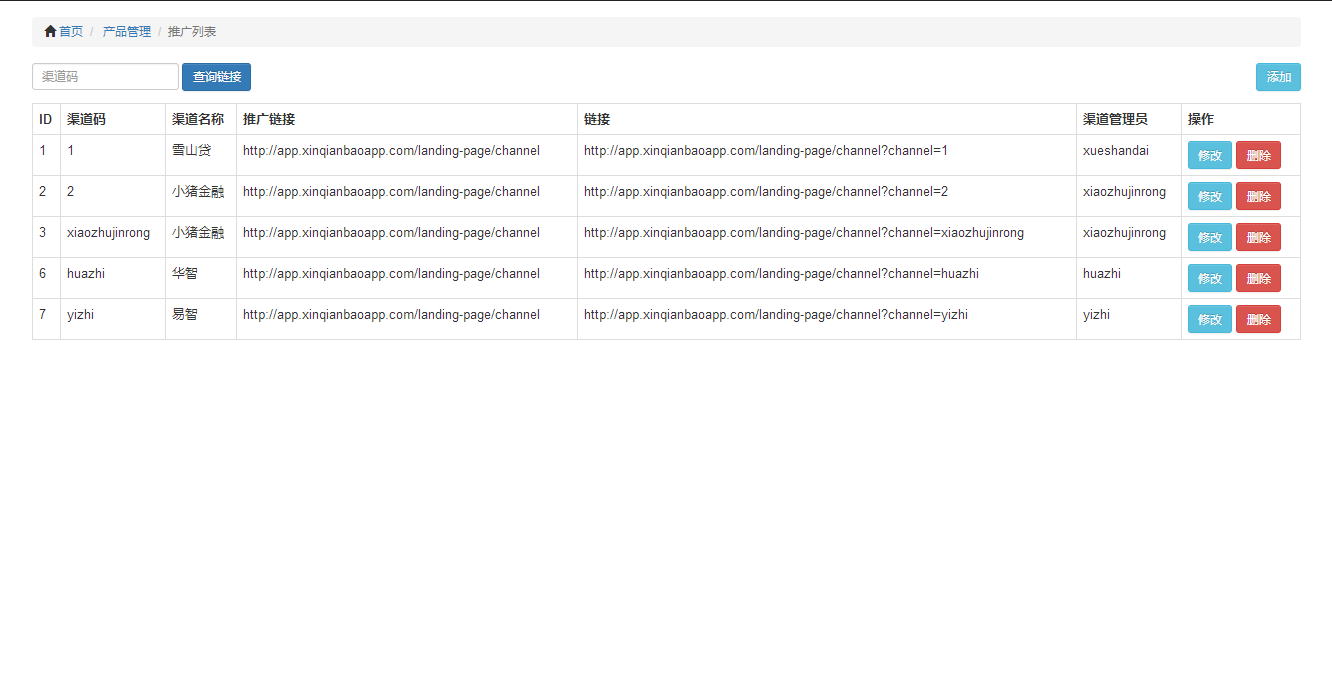 首页 / 产品管理 / 推广列表
渠道码 查询链接 添加
ID 渠道码 渠道名称 推广链接 链接 渠道管理员 操作
1 1 雪山贷 http://app.xinqianbaoapp.com/landing-page/channel http://app.xinqianbaoapp.com/landing-page/channel?channel=1 xueshandai 修改 删除
2 2 小猪金融 http://app.xinqianbaoapp.com/landing-page/channel http://app.xinqianbaoapp.com/landing-page/channel?channel=2 xiaozhujinrong 修改 删除
3 xiaozhujinrong 小猪金融 http://app.xinqianbaoapp.com/landing-page/channel http://app.xinqianbaoapp.com/landing-page/channel?channel=xiaozhujinrong xiaozhujinrong 修改 删除
6 huazhi 华智 http://app.xinqianbaoapp.com/landing-page/channel http://app.xinqianbaoapp.com/landing-page/channel?channel=huazhi huazhi 修改 删除
7 yizhi 易智 http://app.xinqianbaoapp.com/landing-page/channel http://app.xinqianbaoapp.com/landing-page/channel?channel=yizhi yizhi 修改 删除